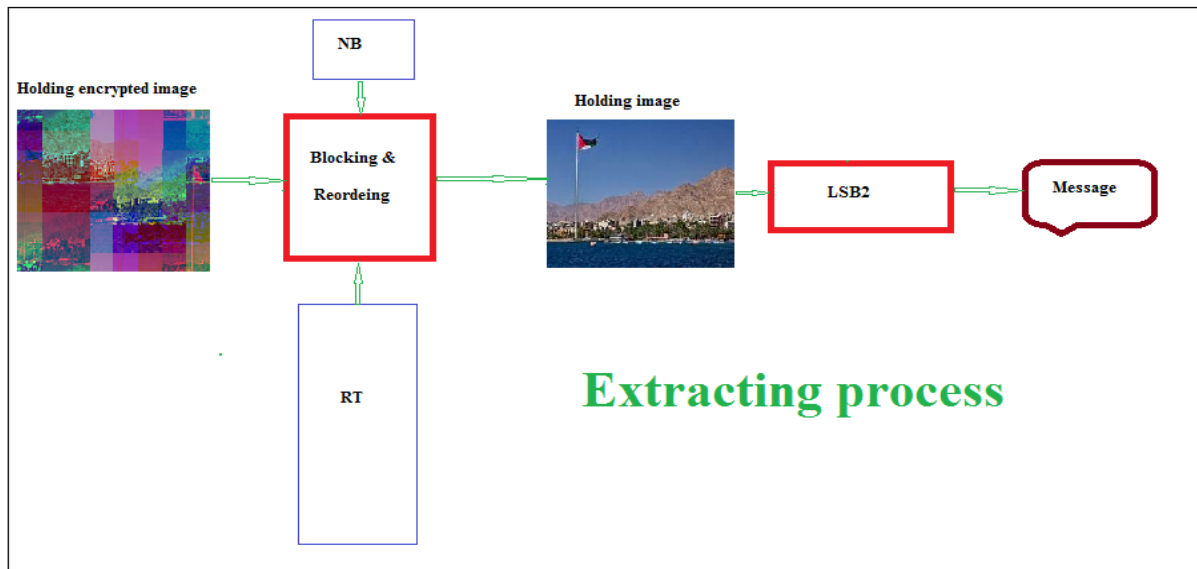 NB
Holding encrypted image
Holding image
Blocking &
Reordeing
LSB2
Message
RT
Extracting process